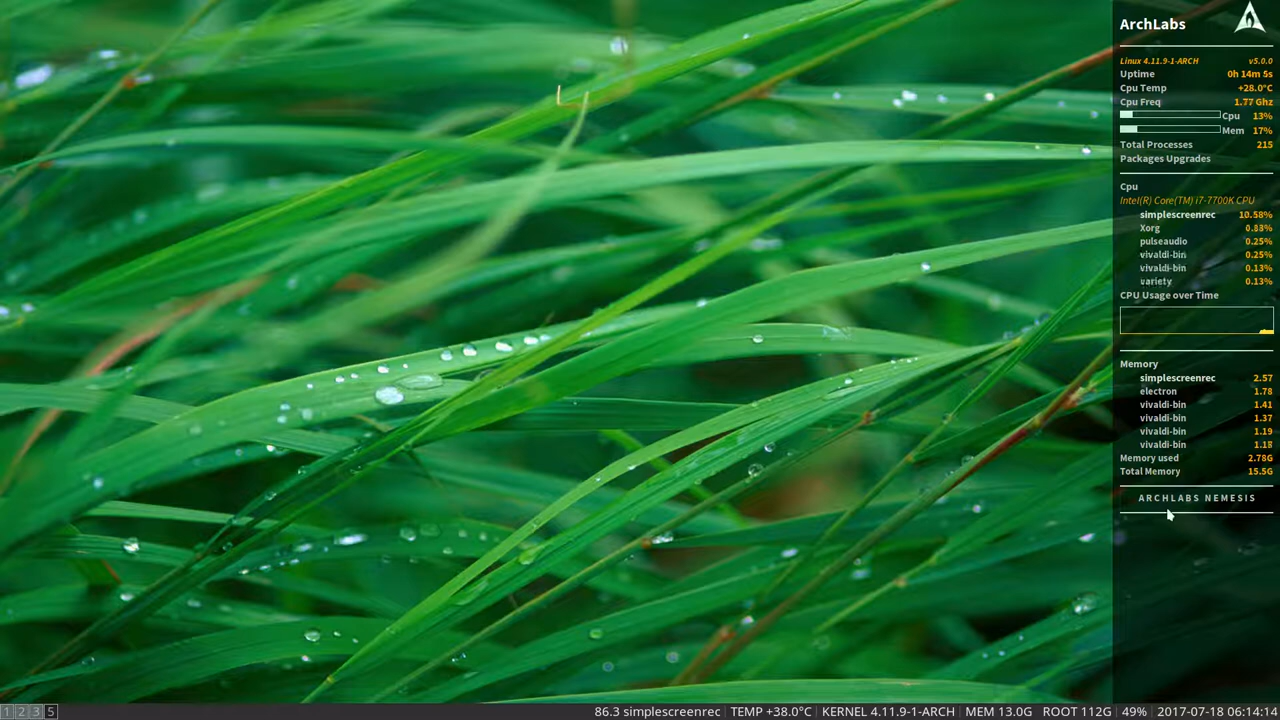 ArchLabs
Linux 4.11.9-1-ARCH v5.0.0
Uptime 0h 14m 5s
Cpu Temp +28.0°C
Cpu Freq 1.77 Ghz
Cpu 13%
Mem 17%
Total Processes 215
Packages Upgrades
Cpu
Intel(R) Core(TM) i7-7700K CPU
simplescreenrec 10.58%
Xorg 0.83%
pulseaudio 0.25%
vivaldi-bin 0.25%
vivaldi-bin 0.13%
variety 0.13%
CPU Usage over Time
Memory
simplescreenrec 2.57
electron 1.78
vivaldi-bin 1.41
vivaldi-bin 1.37
vivaldi-bin 1.19
vivaldi-bin
Memory used 2.78G
Total Memory 15.5G
ARCHLABS NEMESIS
1 2 3 5 86.3 simplescreenrec TEMP +38.0°C KERNEL 4.11.9-1-ARCH MEM 13.0G ROOT 112G 49% 2017-07-18 06:14:14